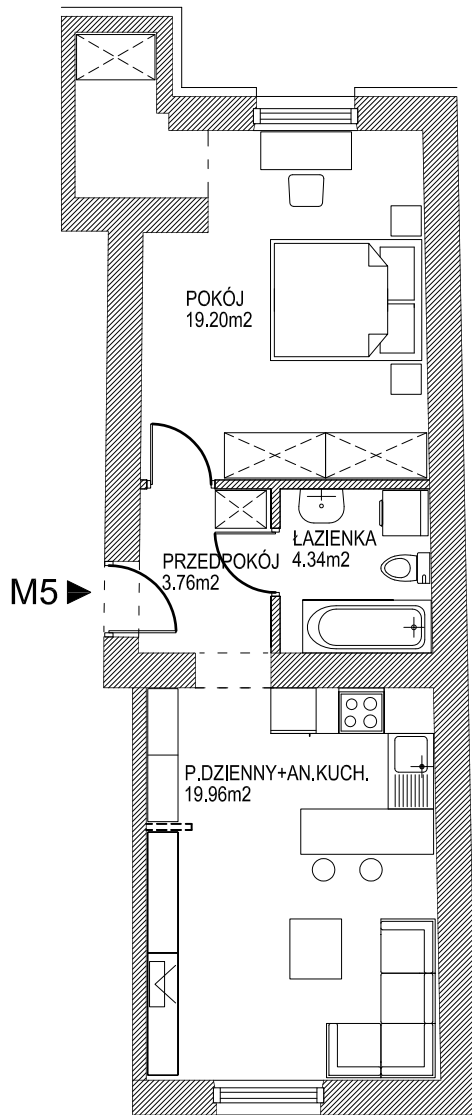 POKÓJ
19.20m2
ŁAZIENKA
4.34m2
PRZEDPOKÓJ
3.76m2
M5
P.DZIENNY+AN.KUCH.
19.96m2